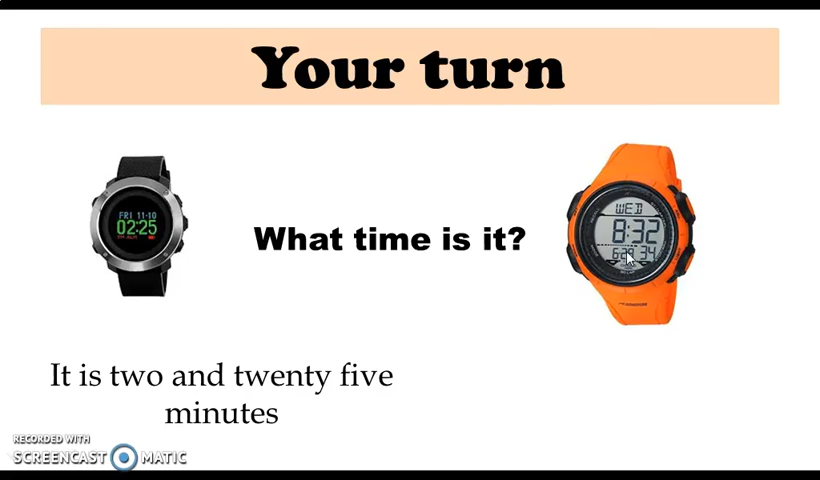 Your turn
FRI 11-10
02:25
What time is it?
WED
8:32
It is two and twenty five
minutes
RECORDED WITH
SCREENCAST MATIC